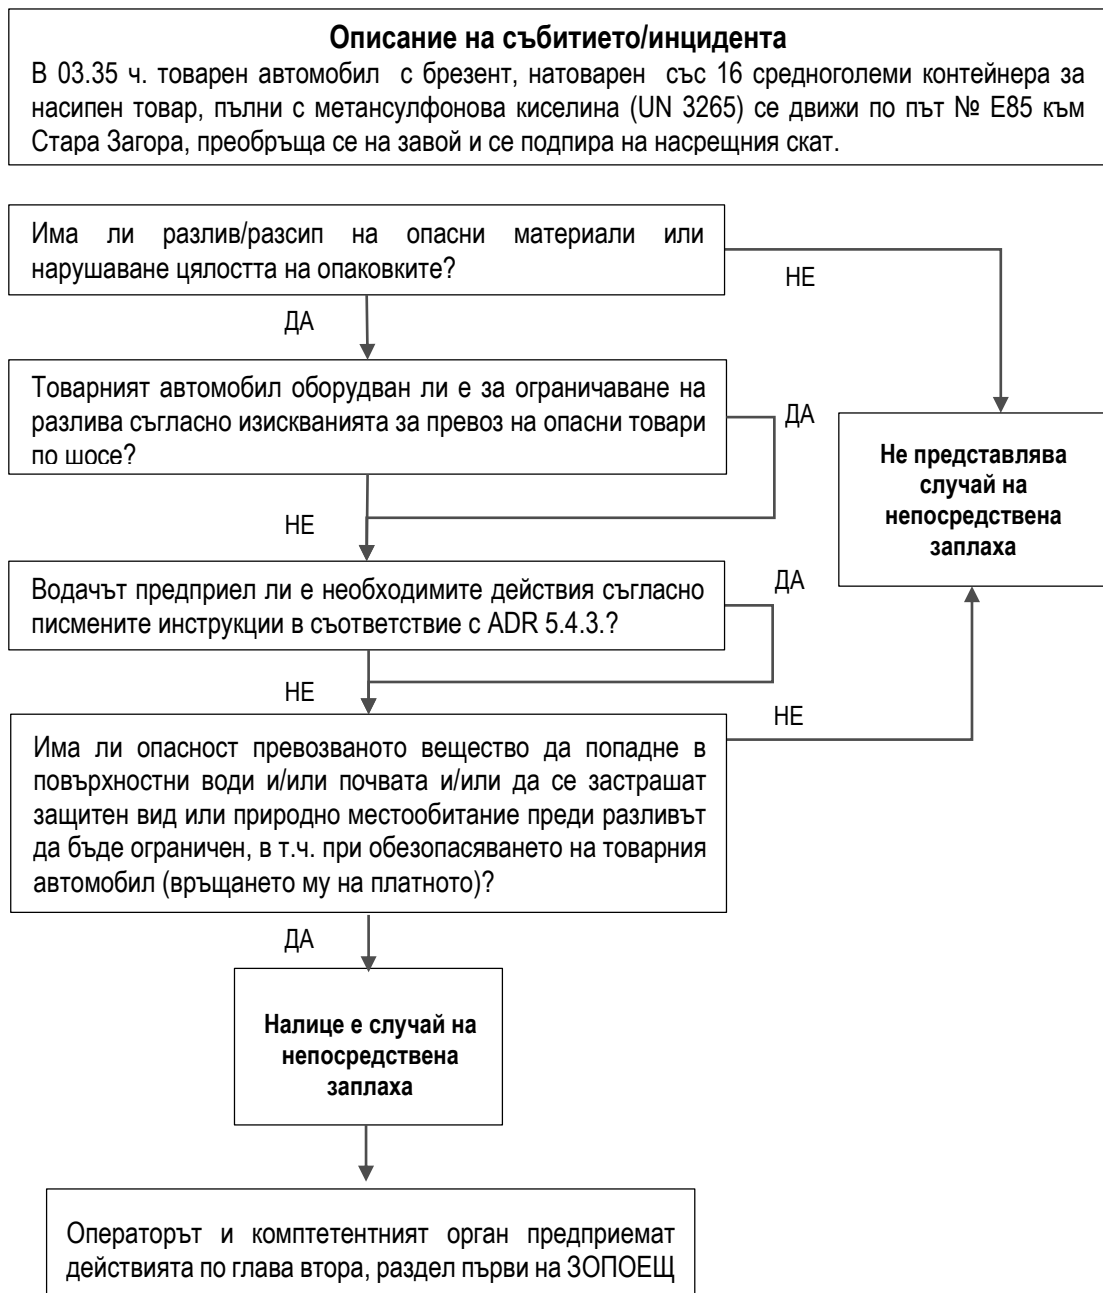 Описание на събитието/инцидента
В 03.35 ч. товарен автомобил с брезент, натоварен със 16 средноголеми контейнера за
насипен товар, пълни с метансулфонова киселина (UN 3265) се движи по път № Е85 към
Стара Загора, преобръща се на завой и се подпира на насрещния скат.
Има ли разлив/разсип на опасни материали или
нарушаване цялостта на опаковките?
НЕ
ДА
Товарният автомобил оборудван ли е за ограничаване на
разлива съгласно изискванията за превоз на опасни товари
по шосе?
ДА
Не представлява
случай на
непосредствена
заплаха
НЕ
Водачът предприел ли е необходимите действия съгласно
писмените инструкции в съответствие с ADR 5.4.3.?
ДА
НЕ
НЕ
Има ли опасност превозваното вещество да попадне в
повърхностни води и/или почвата и/или да се застрашат
защитен вид или природно местообитание преди разливът
да бъде ограничен, в т.ч. при обезопасяването на товарния
автомобил (връщането му на платното)?
ДА
Налице е случай на
непосредствена
заплаха
Операторът и комптетентният орган предприемат
действията по глава втора, раздел първи на ЗОПОЕЩ